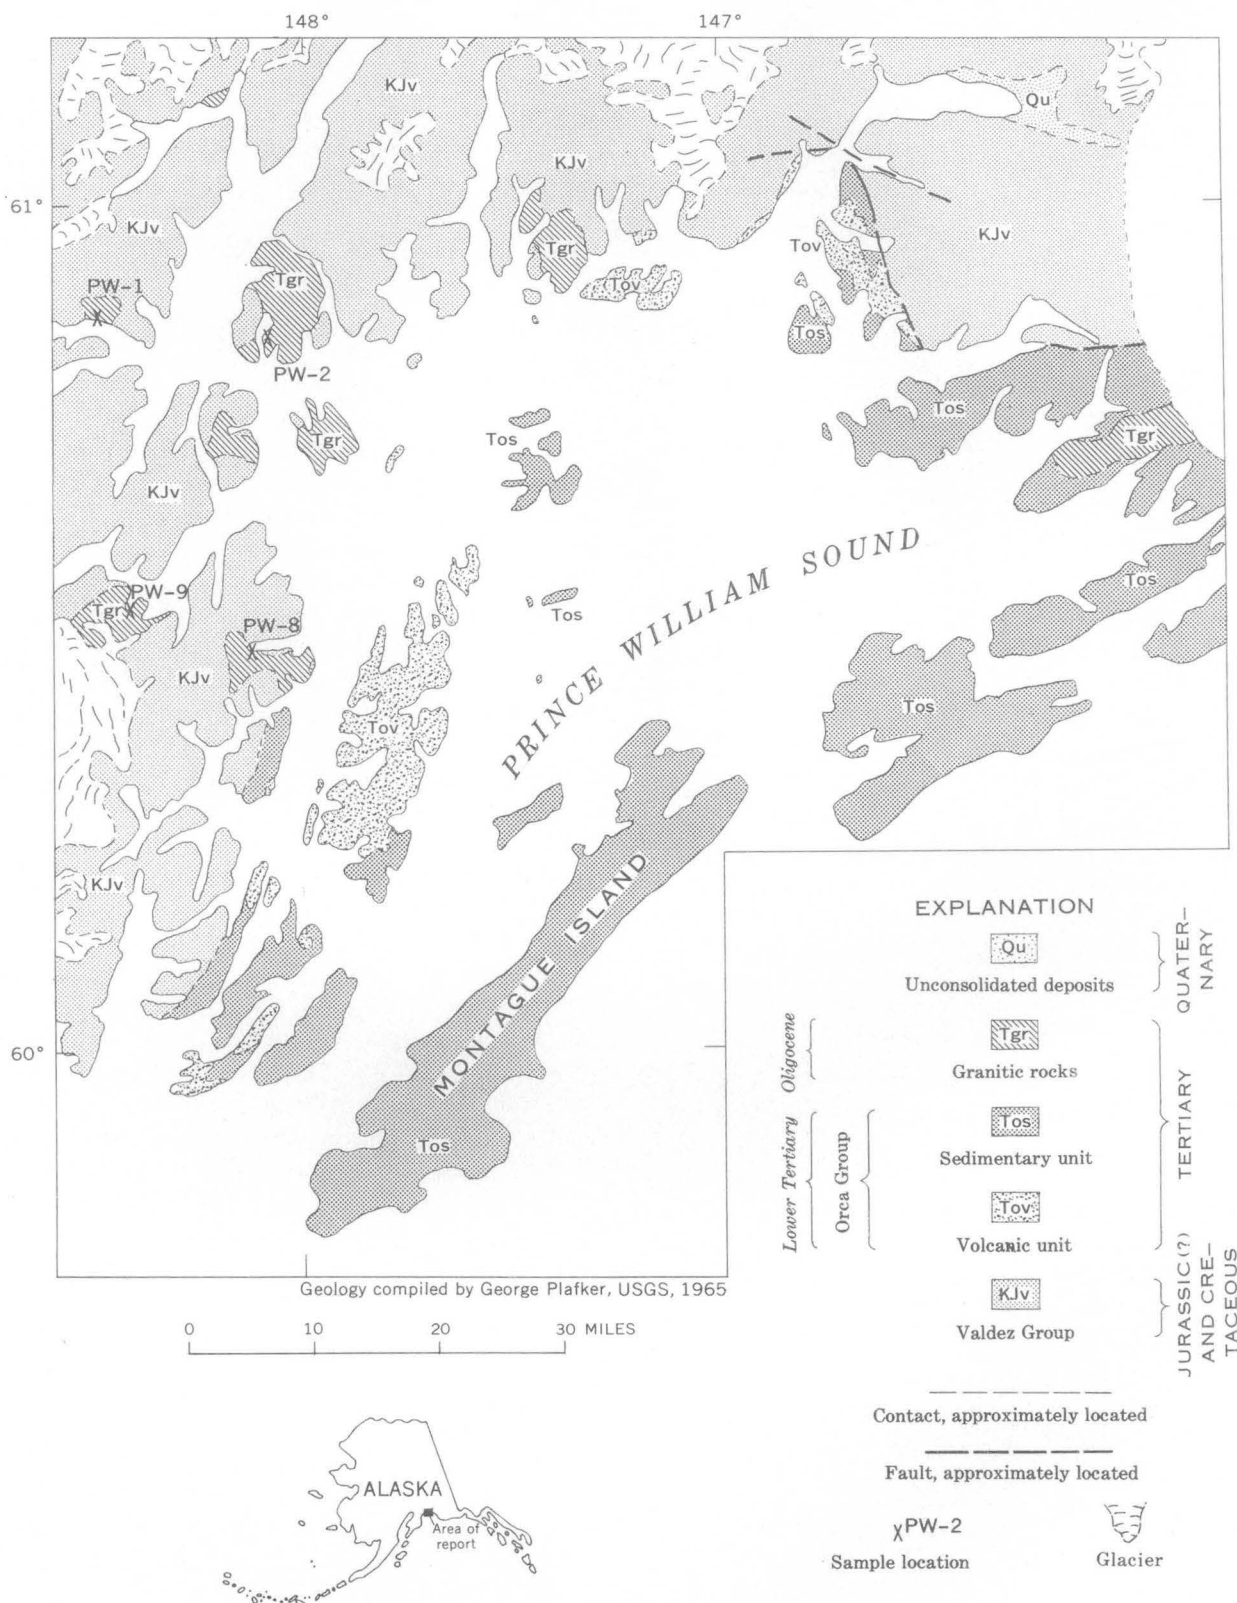 148°
147°
KJv
Qu
KJv
61°
KJv
KJv
Tgr
Tov
Tgr
Tov
PW-1
Tos
PW-2
Tos
Tgr
Tos
Tgr
KJv
PRINCE WILLIAM SOUND
Tos
PW-9
Tgr
Tos
PW-8
KJv
Tos
Tov
KJv
MONTAGUE ISLAND
60°
Tos
EXPLANATION
Qu
Unconsolidated deposits
QUATER-
NARY
Tgr
Granitic rocks
Oligocene
Tos
Sedimentary unit
Tov
Volcanic unit
Lower Tertiary
Orca Group
TERTIARY
KJv
Valdez Group
JURASSIC(?)
AND CRE-
TACEOUS
Geology compiled by George Plafker, USGS, 1965
0 10 20 30 MILES
Contact, approximately located
Fault, approximately located
PW-2
Sample location
Glacier
ALASKA
Area of
report